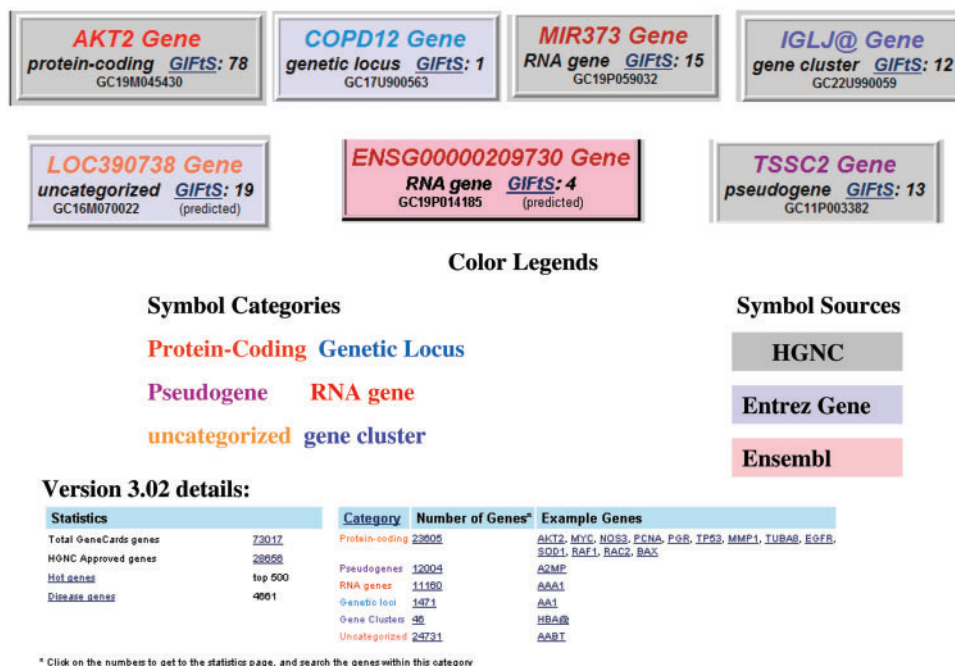 AKT2 Gene
protein-coding GIFtS: 78
GC19M045430
COPD12 Gene
genetic locus GIFtS: 1
GC17U900563
MIR373 Gene
RNA gene GIFtS: 15
GC19P059032
IGLJ@ Gene
gene cluster GIFtS: 12
GC22U990059
LOC390738 Gene
uncategorized GIFtS: 19
GC16M070022 (predicted)
ENSG00000209730 Gene
RNA gene GIFtS: 4
GC19P014185 (predicted)
TSSC2 Gene
pseudogene GIFtS: 13
GC11P003382
Color Legends
Symbol Categories
Protein-Coding Genetic Locus
Pseudogene RNA gene
uncategorized gene cluster
Symbol Sources
HGNC
Entrez Gene
Ensembl
Version 3.02 details:
Statistics
Total GeneCards genes 73017
HGNC Approved genes 28656
Hot genes top 500
Disease genes 4661
Category Number of Genes* Example Genes
Protein-coding 23605 AKT2, MYC, NOS3, PCNA, PGR, TP53, MMP1, TUBA8, EGFR,
SOD1, RAF1, RAC2, BAX
Pseudogenes 12004 A2MP
RNA genes 11160 AAA1
Genetic loci 1471 AA1
Gene Clusters 46 HBA@
Uncategorized 24731 AABT
* Click on the numbers to get to the statistics page, and search the genes within this category